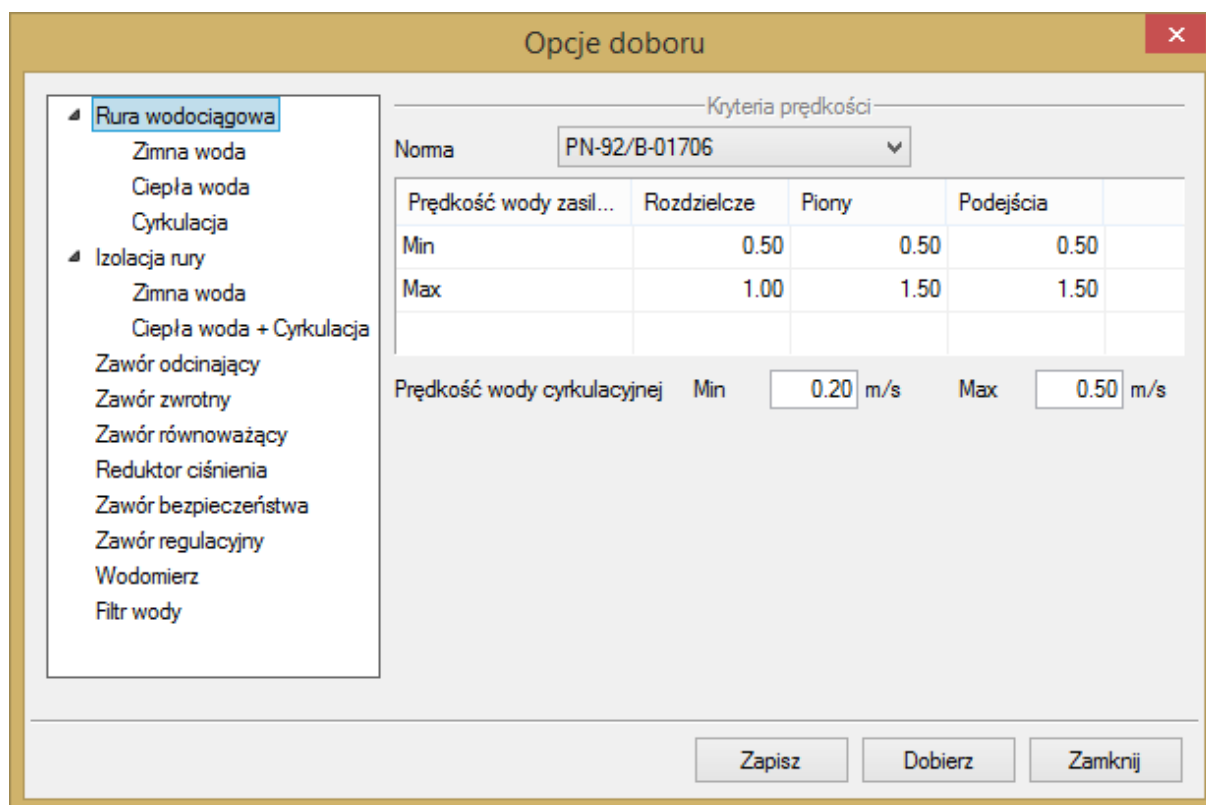 Opcje doboru
Rura wodociągowa
Zimna woda
Ciepła woda
Cyrkulacja
Izolacja rury
Zimna woda
Ciepła woda + Cyrkulacja
Zawór odcinający
Zawór zwrotny
Zawór równoważący
Reduktor ciśnienia
Zawór bezpieczeństwa
Zawór regulacyjny
Wodomierz
Filtr wody
Kryteria prędkości
Norma PN-92/B-01706
Prędkość wody zasil... Rozdzielcze Piony Podejścia
Min 0.50 0.50 0.50
Max 1.00 1.50 1.50
Prędkość wody cyrkulacyjnej Min 0.20 m/s Max 0.50 m/s
Zapisz Dobierz Zamknij